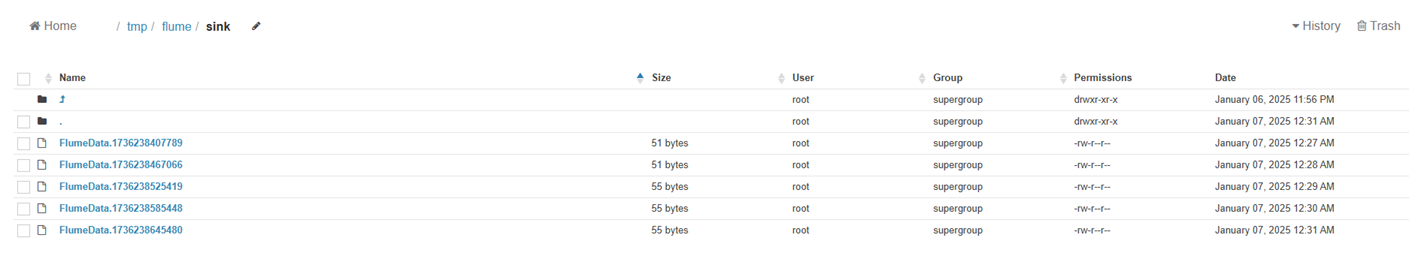 Home / tmp / flume / sink History Trash
Name Size User Group Permissions Date
root supergroup drwxr-xr-x January 06, 2025 11:56 PM
. root supergroup drwxr-xr-x January 07, 2025 12:31 AM
FlumeData.1736238407789 51 bytes root supergroup -rw-r--r-- January 07, 2025 12:27 AM
FlumeData.1736238467066 51 bytes root supergroup -rw-r--r-- January 07, 2025 12:28 AM
FlumeData.1736238525419 55 bytes root supergroup -rw-r--r-- January 07, 2025 12:29 AM
FlumeData.1736238585448 55 bytes root supergroup -rw-r--r-- January 07, 2025 12:30 AM
FlumeData.1736238645480 55 bytes root supergroup -rw-r--r-- January 07, 2025 12:31 AM